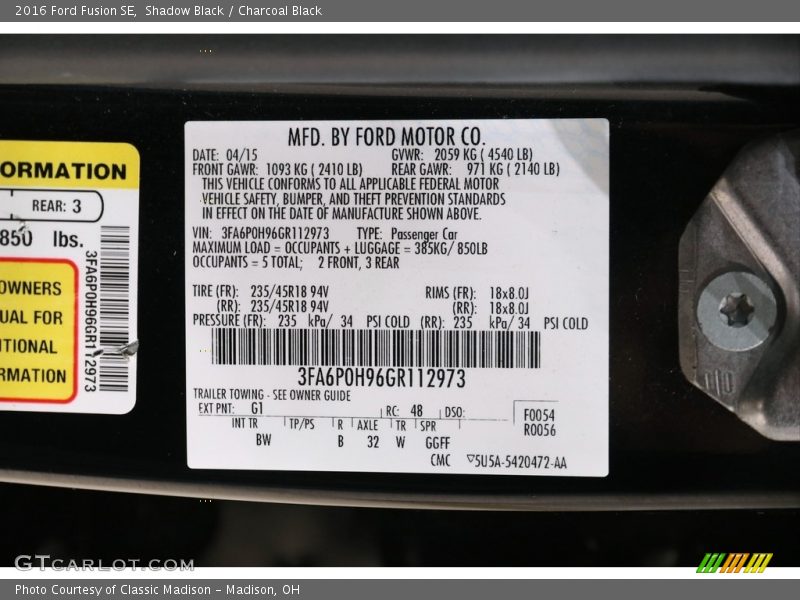 2016 Ford Fusion SE, Shadow Black / Charcoal Black
ORMATION
REAR: 3
850 lbs.
OWNERS
UAL FOR
ITIONAL
RMATION
3FA6P0H96GR112973
MFD. BY FORD MOTOR CO.
DATE: 04/15 GVWR: 2059 KG ( 4540 LB)
FRONT GAWR: 1093 KG ( 2410 LB) REAR GAWR: 971 KG ( 2140 LB)
THIS VEHICLE CONFORMS TO ALL APPLICABLE FEDERAL MOTOR
VEHICLE SAFETY, BUMPER, AND THEFT PREVENTION STANDARDS
IN EFFECT ON THE DATE OF MANUFACTURE SHOWN ABOVE.
VIN: 3FA6P0H96GR112973 TYPE: Passenger Car
MAXIMUM LOAD = OCCUPANTS + LUGGAGE = 385KG/ 850LB
OCCUPANTS = 5 TOTAL; 2 FRONT, 3 REAR
TIRE (FR): 235/45R18 94V RIMS (FR): 18x8.0J
(RR): 235/45R18 94V (RR): 18x8.0J
PRESSURE (FR): 235 kPa/ 34 PSI COLD (RR): 235 kPa/ 34 PSI COLD
3FA6P0H96GR112973
TRAILER TOWING - SEE OWNER GUIDE
EXT PNT: G1 RC: 48 DSO: F0054
R0056
INT TR TP/PS R AXLE TR SPR
BW B 32 W GGFF
CMC 5U5A-5420472-AA
GTCARLOT.COM
Photo Courtesy of Classic Madison - Madison, OH